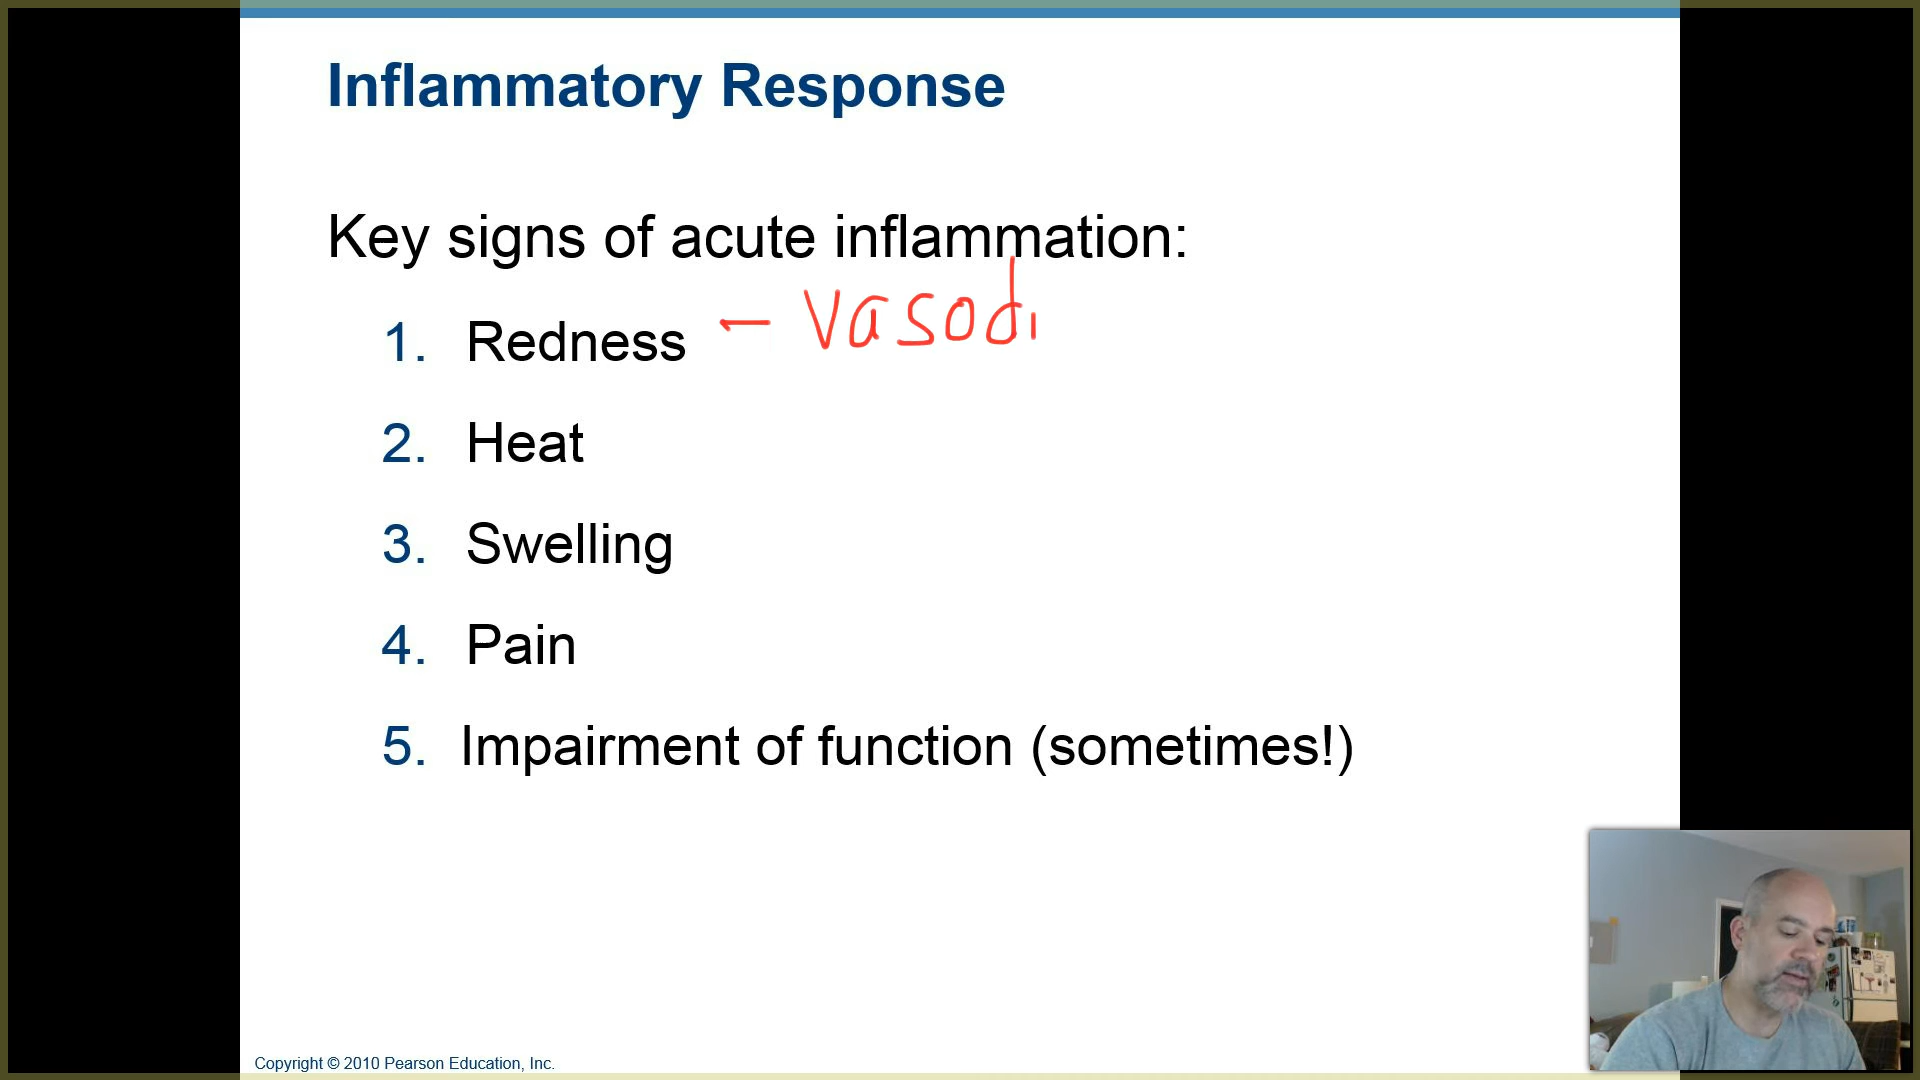 Inflammatory Response
Key signs of acute inflammation:
1. Redness – vasodi
2. Heat
3. Swelling
4. Pain
5. Impairment of function (sometimes!)
Copyright © 2010 Pearson Education, Inc.